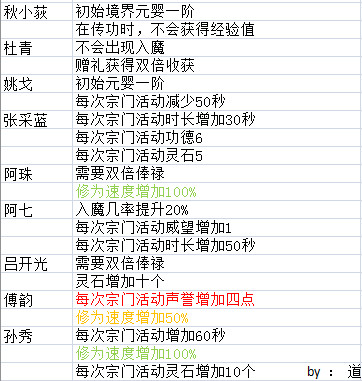 秋小荻 初始境界元婴一阶
在传功时，不会获得经验值
杜青 不会出现入魔
赠礼获得双倍收获
姚戈 初始元婴一阶
每次宗门活动减少50秒
张采蓝 每次宗门活动时长增加30秒
每次宗门活动功德6
每次宗门活动灵石5
阿珠 需要双倍俸禄
修为速度增加100%
阿七 入魔几率提升20%
每次宗门活动威望增加1
每次宗门活动时长增加50秒
吕开光 需要双倍俸禄
灵石增加十个
傅韵 每次宗门活动声誉增加四点
修为速度增加50%
孙秀 每次宗门活动增加60秒
修为速度增加100%
每次宗门活动灵石增加10个 by : 道